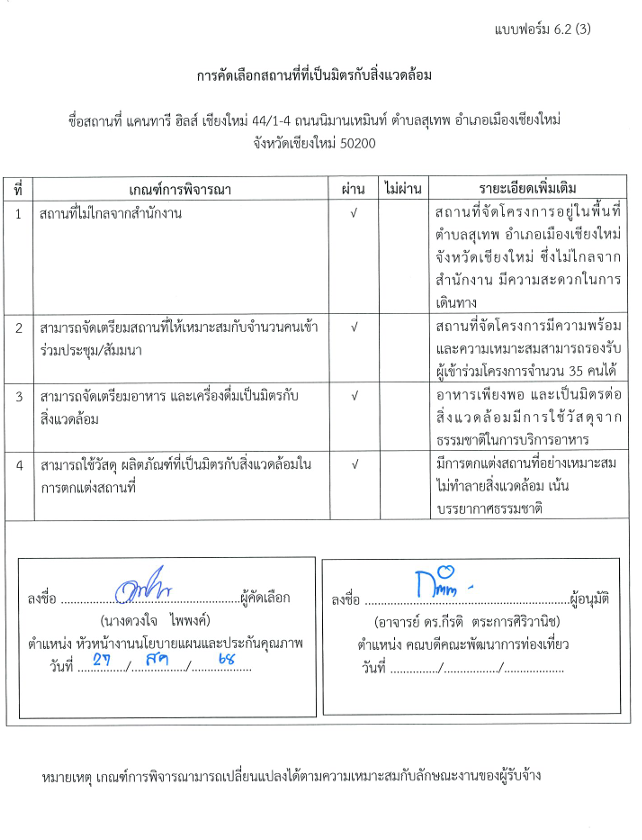 แบบฟอร์ม 6.2 (3)
การคัดเลือกสถานที่ที่เป็นมิตรกับสิ่งแวดล้อม
ชื่อสถานที่ แคนทารี ฮิลส์ เชียงใหม่ 44/1-4 ถนนนิมานเหมินท์ ตำบลสุเทพ อำเภอเมืองเชียงใหม่
จังหวัดเชียงใหม่ 50200
ที่ เกณฑ์การพิจารณา ผ่าน ไม่ผ่าน รายะเอียดเพิ่มเติม
1 สถานที่ไม่ไกลจากสำนักงาน √ สถานที่จัดโครงการอยู่ในพื้นที่
ตำบลสุเทพ อำเภอเมืองเชียงใหม่
จังหวัดเชียงใหม่ ซึ่งไม่ไกลจาก
สำนักงาน มีความสะดวกในการ
เดินทาง
2 สามารถจัดเตรียมสถานที่ให้เหมาะสมกับจำนวนคนเข้า √ สถานที่จัดโครงการมีความพร้อม
ร่วมประชุม/สัมมนา และความเหมาะสมสามารถรองรับ
ผู้เข้าร่วมโครงการจำนวน 35 คนได้
3 สามารถจัดเตรียมอาหาร และเครื่องดื่มเป็นมิตรกับ √ อาหารเพียงพอ และเป็นมิตรต่อ
สิ่งแวดล้อม สิ่งแวดล้อมมีการใช้วัสดุจาก
ธรรมชาติในการบริการอาหาร
4 สามารถใช้วัสดุ ผลิตภัณฑ์ที่เป็นมิตรกับสิ่งแวดล้อมใน √ มีการตกแต่งสถานที่อย่างเหมาะสม
การตกแต่งสถานที่ ไม่ทำลายสิ่งแวดล้อม เน้น
บรรยากาศธรรมชาติ
ลงชื่อ ........................................ผู้คัดเลือก
(นางดวงใจ ไพพงค์)
ตำแหน่ง หัวหน้างานนโยบายแผนและประกันคุณภาพ
วันที่ 27 / สค / 68
ลงชื่อ ........................................ผู้อนุมัติ
(อาจารย์ ดร.กีรติ ตระการศิริวานิช)
ตำแหน่ง คณบดีคณะพัฒนาการท่องเที่ยว
วันที่ ............../................/..................
หมายเหตุ เกณฑ์การพิจารณามารถเปลี่ยนแปลงได้ตามความเหมาะสมกับลักษณะงานของผู้รับจ้าง